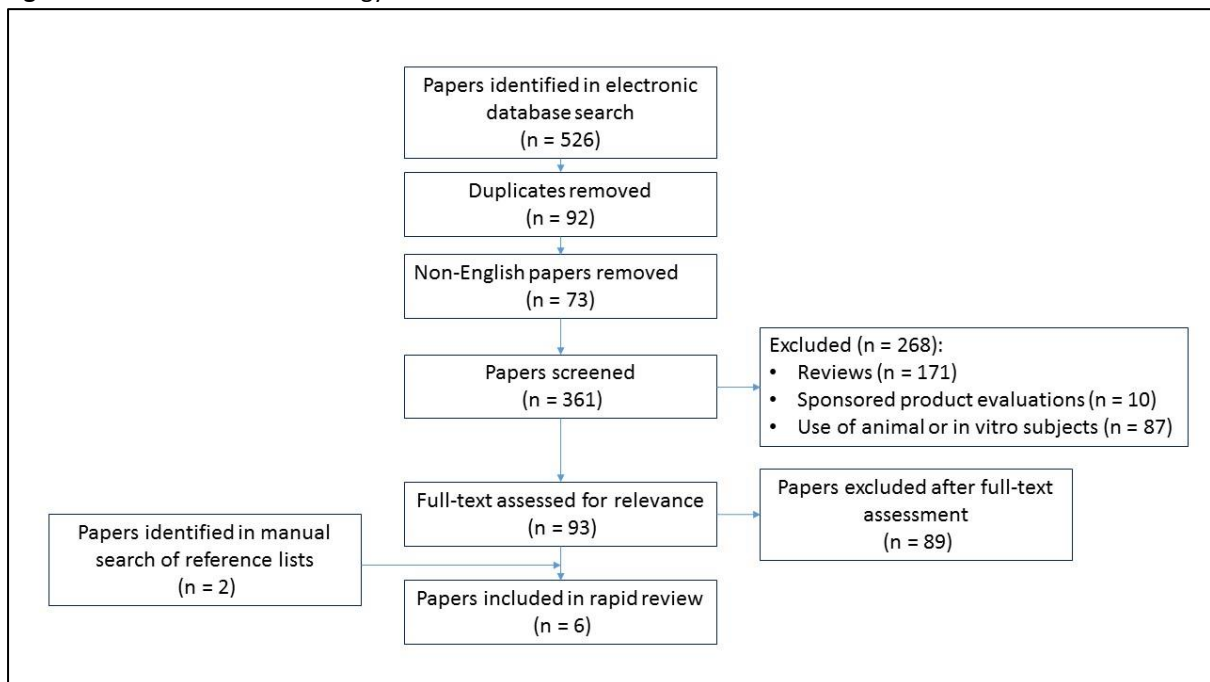 Papers identified in electronic
database search
(n = 526)
Duplicates removed
(n = 92)
Non-English papers removed
(n = 73)
Papers screened
(n = 361)
Excluded (n = 268):
• Reviews (n = 171)
• Sponsored product evaluations (n = 10)
• Use of animal or in vitro subjects (n = 87)
Full-text assessed for relevance
(n = 93)
Papers excluded after full-text
assessment
(n = 89)
Papers identified in manual
search of reference lists
(n = 2)
Papers included in rapid review
(n = 6)